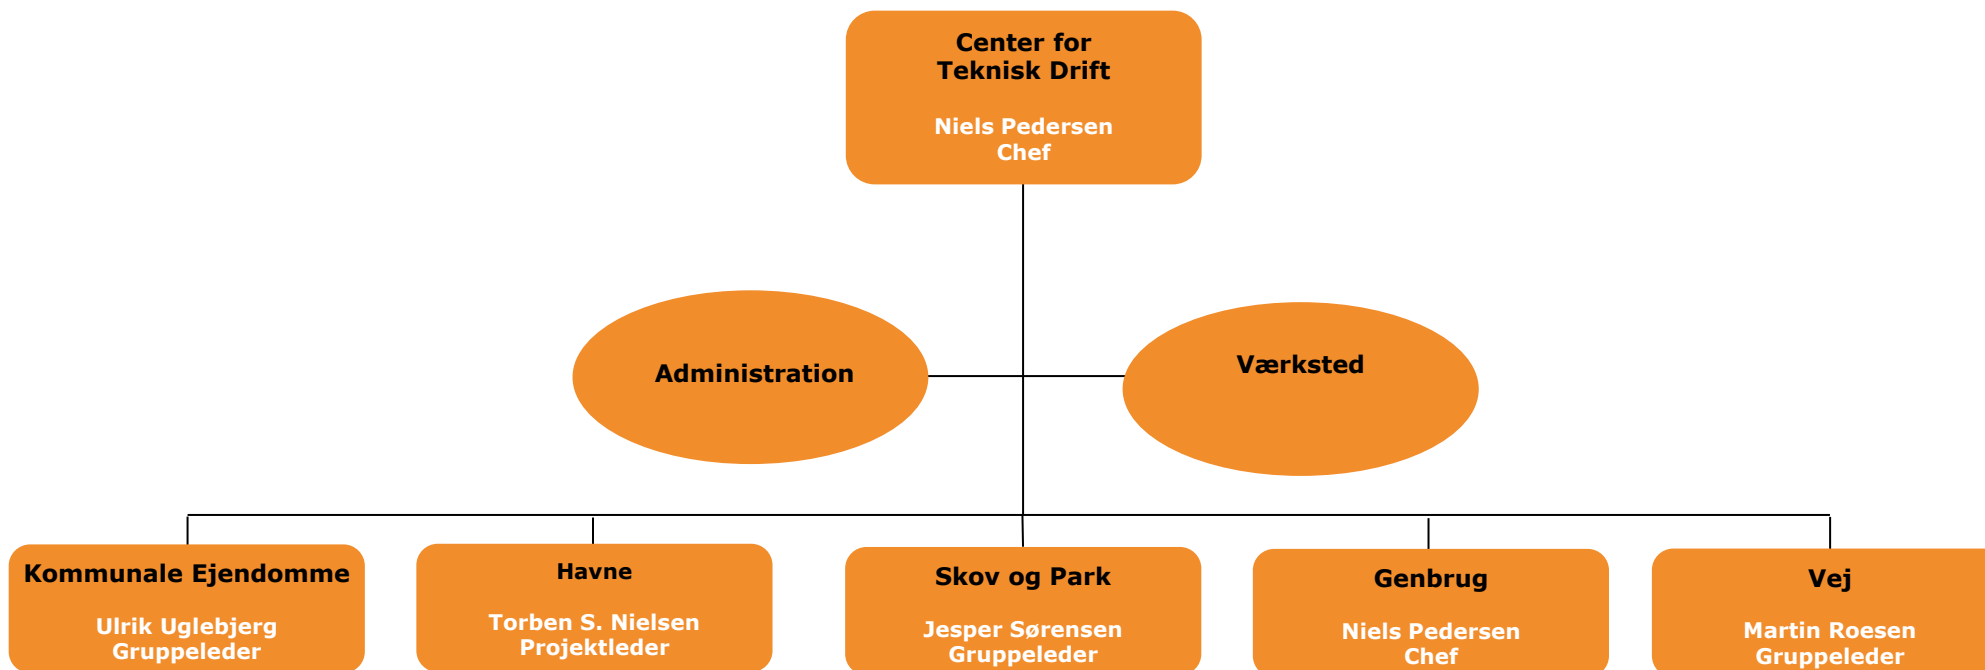 Center for
Teknisk Drift
Niels Pedersen
Chef
Administration
Værksted
Kommunale Ejendomme
Ulrik Uglebjerg
Gruppeleder
Havne
Torben S. Nielsen
Projektleder
Skov og Park
Jesper Sørensen
Gruppeleder
Genbrug
Niels Pedersen
Chef
Vej
Martin Roesen
Gruppeleder